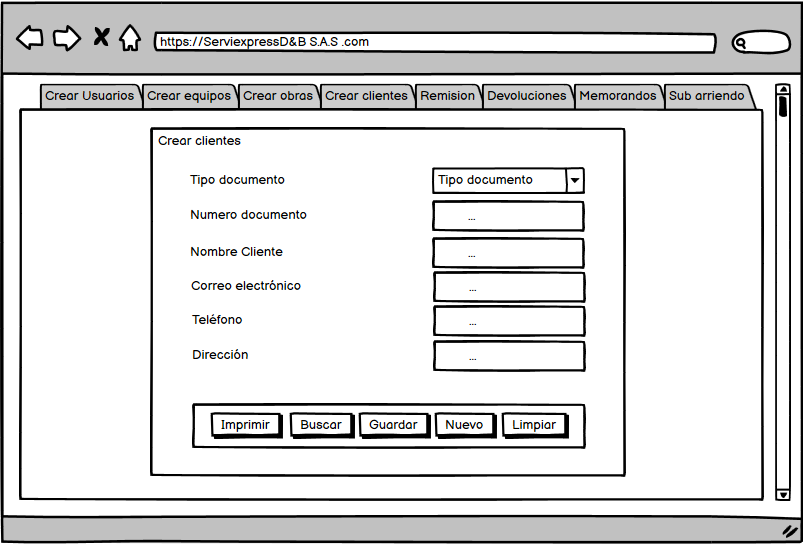 https://ServiexpressD&B S.A.S .com
Crear Usuarios Crear equipos Crear obras Crear clientes Remision Devoluciones Memorandos Sub arriendo
Crear clientes
Tipo documento Tipo documento
Numero documento ...
Nombre Cliente ...
Correo electrónico ...
Teléfono ...
Dirección ...
Imprimir Buscar Guardar Nuevo Limpiar